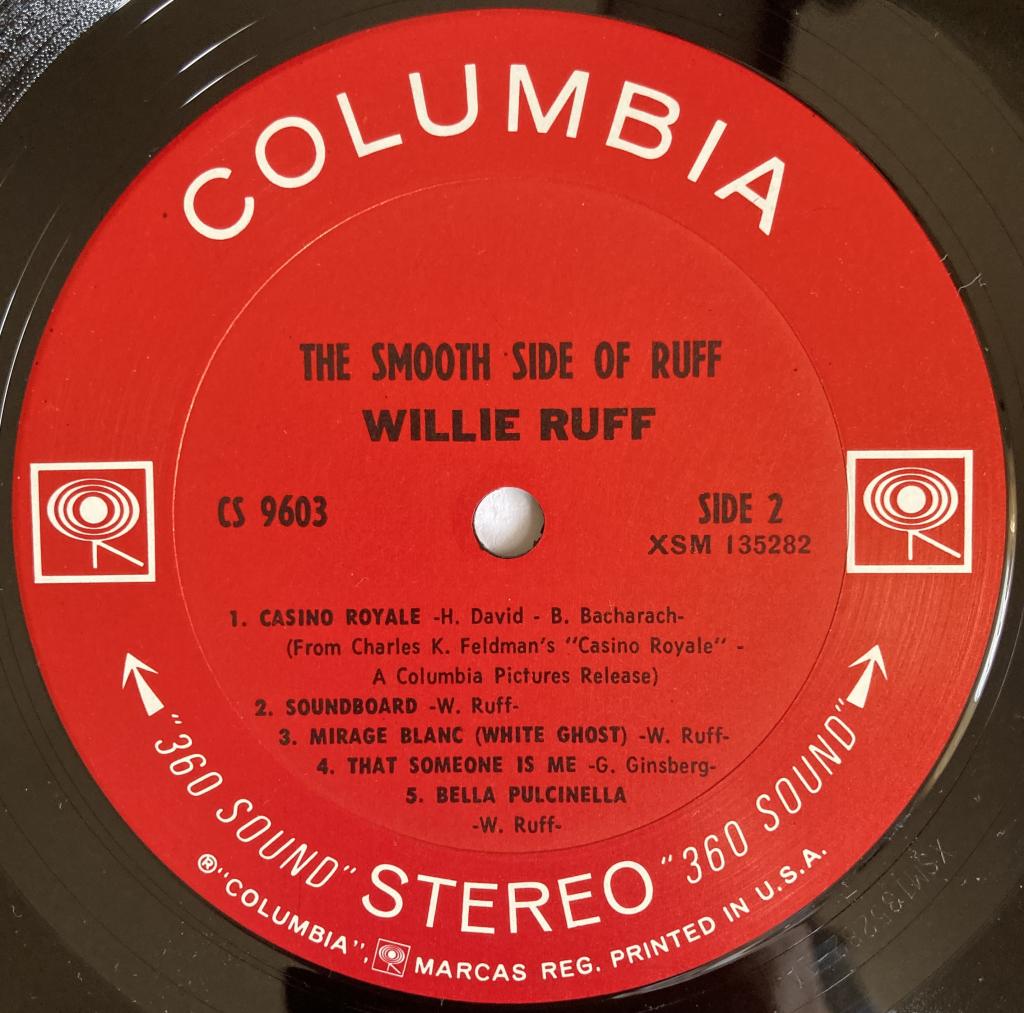 COLUMBIA
THE SMOOTH SIDE OF RUFF
WILLIE RUFF
CS 9603
SIDE 2
XSM 135282
1. CASINO ROYALE -H. David - B. Bacharach-
(From Charles K. Feldman's "Casino Royale" -
A Columbia Pictures Release)
2. SOUNDBOARD -W. Ruff-
3. MIRAGE BLANC (WHITE GHOST) -W. Ruff-
4. THAT SOMEONE IS ME -G. Ginsberg-
5. BELLA PULCINELLA
-W. Ruff-
"360 SOUND" STEREO "360 SOUND"
®"COLUMBIA", MARCAS REG. PRINTED IN U.S.A.